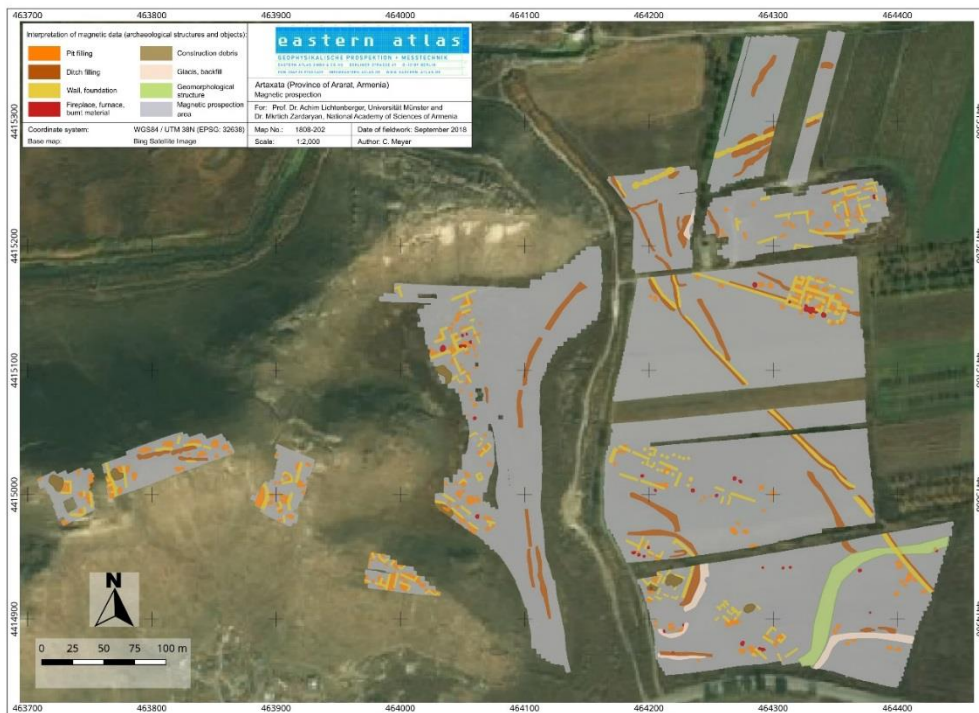 463700 463800 463900 464000 464100 464200 464300 464400
Interpretation of magnetic data (archaeological structures and objects):
Pit filling
Ditch filling
Wall, foundation
Fireplace, furnace,
burnt material
Construction debris
Glacis, backfill
Geomorphological
structure
Magnetic prospection
area
Coordinate system: WGS84 / UTM 38N (EPSG: 32638)
Base map: Bing Satellite Image
eastern atlas
GEOPHYSIKALISCHE PROSPEKTION • MESSTECHNIK
Artaxata (Province of Ararat, Armenia)
Magnetic prospection
For: Prof. Dr. Achim Lichtenberger, Universität Münster and
Dr. Mkrtich Zardaryan, National Academy of Sciences of Armenia
Map No.: 1808-202 Date of fieldwork: September 2018
Scale: 1:2,000 Author: C. Meyer
4415300
4415200
4415100
4415000
4414900
4415300
4415200
4415100
4415000
4414900
N
0 25 50 75 100 m
463700 463800 463900 464000 464100 464200 464300 464400